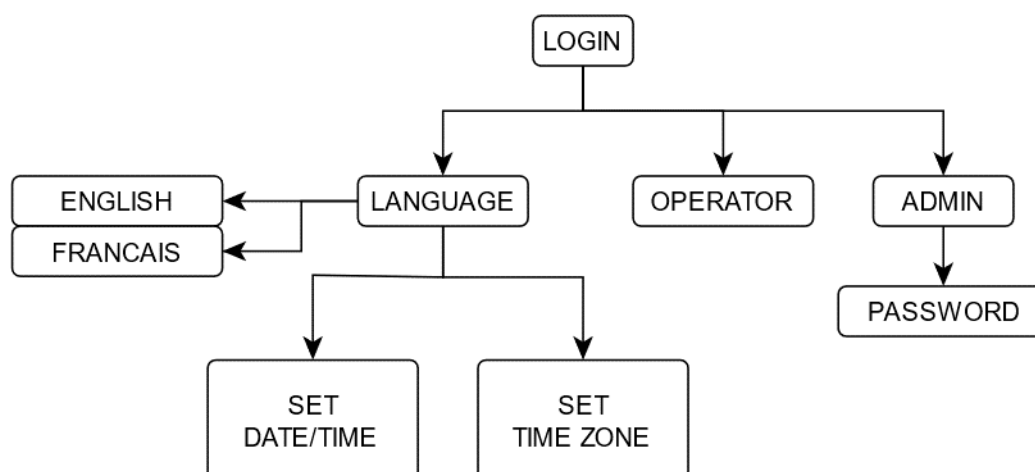 LOGIN
ENGLISH
LANGUAGE
OPERATOR
ADMIN
FRANCAIS
PASSWORD
SET
DATE/TIME
SET
TIME ZONE